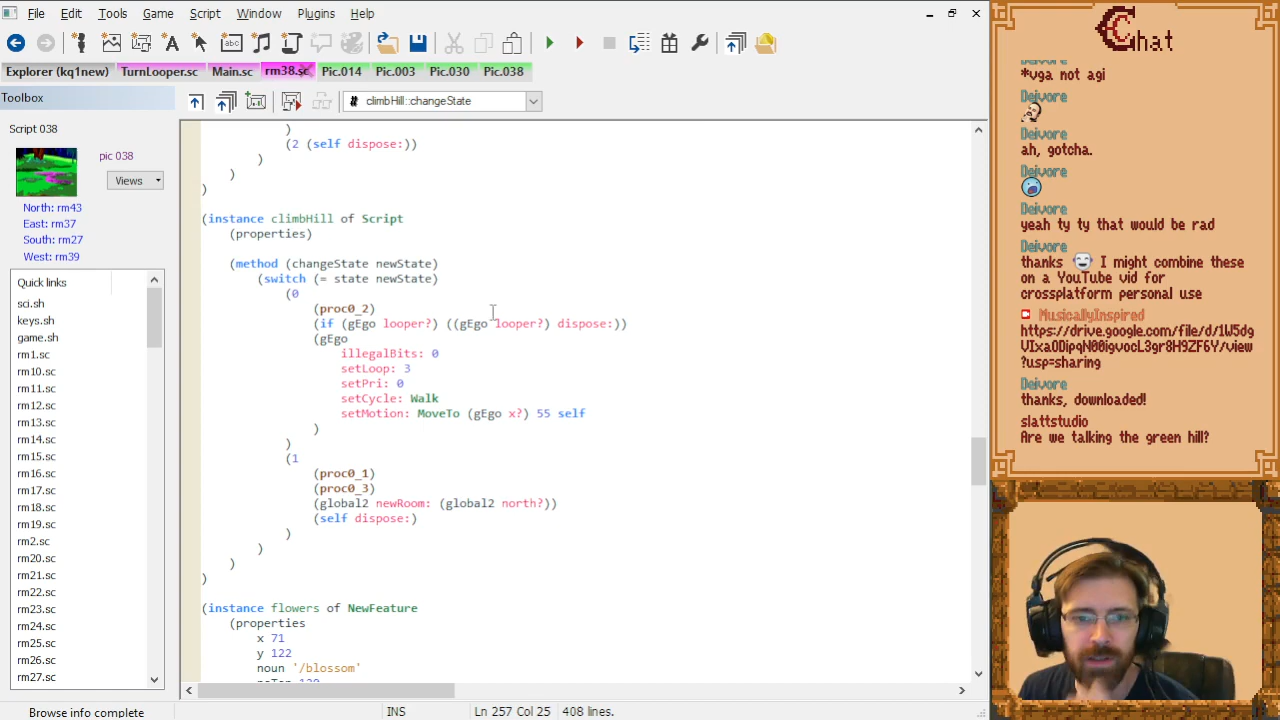 File Edit Tools Game Script Window Plugins Help
Explorer (kq1new) TurnLooper.sc Main.sc rm38.sc Pic.014 Pic.003 Pic.030 Pic.038
Toolbox
climbHill::changeState
Script 038
pic 038
Views
North: rm43
East: rm37
South: rm27
West: rm39
Quick links
sci.sh
keys.sh
game.sh
rm1.sc
rm10.sc
rm11.sc
rm12.sc
rm13.sc
rm14.sc
rm15.sc
rm16.sc
rm17.sc
rm18.sc
rm19.sc
rm2.sc
rm20.sc
rm21.sc
rm22.sc
rm23.sc
rm24.sc
rm25.sc
rm26.sc
rm27.sc
)
(2 (self dispose:))
)
)
)
(instance climbHill of Script
(properties)
(method (changeState newState)
(switch (= state newState)
(0
(proc0_2)
(if (gEgo looper?) ((gEgo looper?) dispose:))
(gEgo
illegalBits: 0
setLoop: 3
setPri: 0
setCycle: Walk
setMotion: MoveTo (gEgo x?) 55 self
)
)
(1
(proc0_1)
(proc0_3)
(global2 newRoom: (global2 north?))
(self dispose:)
)
)
)
)
(instance flowers of NewFeature
(properties
x 71
y 122
noun '/blossom'
Browse info complete
INS
Ln 257 Col 25
408 lines.
Chat
*vga not agi
Deivore
Deivore
ah, gotcha.
Deivore
Deivore
yeah ty ty that would be rad
Deivore
thanks I might combine these
on a YouTube vid for
crossplatform personal use
MusicallyInspired
https://drive.google.com/file/d/1W5dg
VIxaODipqN00igvocL3gr8H9ZF6Y/view
?usp=sharing
Deivore
thanks, downloaded!
slattstudio
Are we talking the green hill?